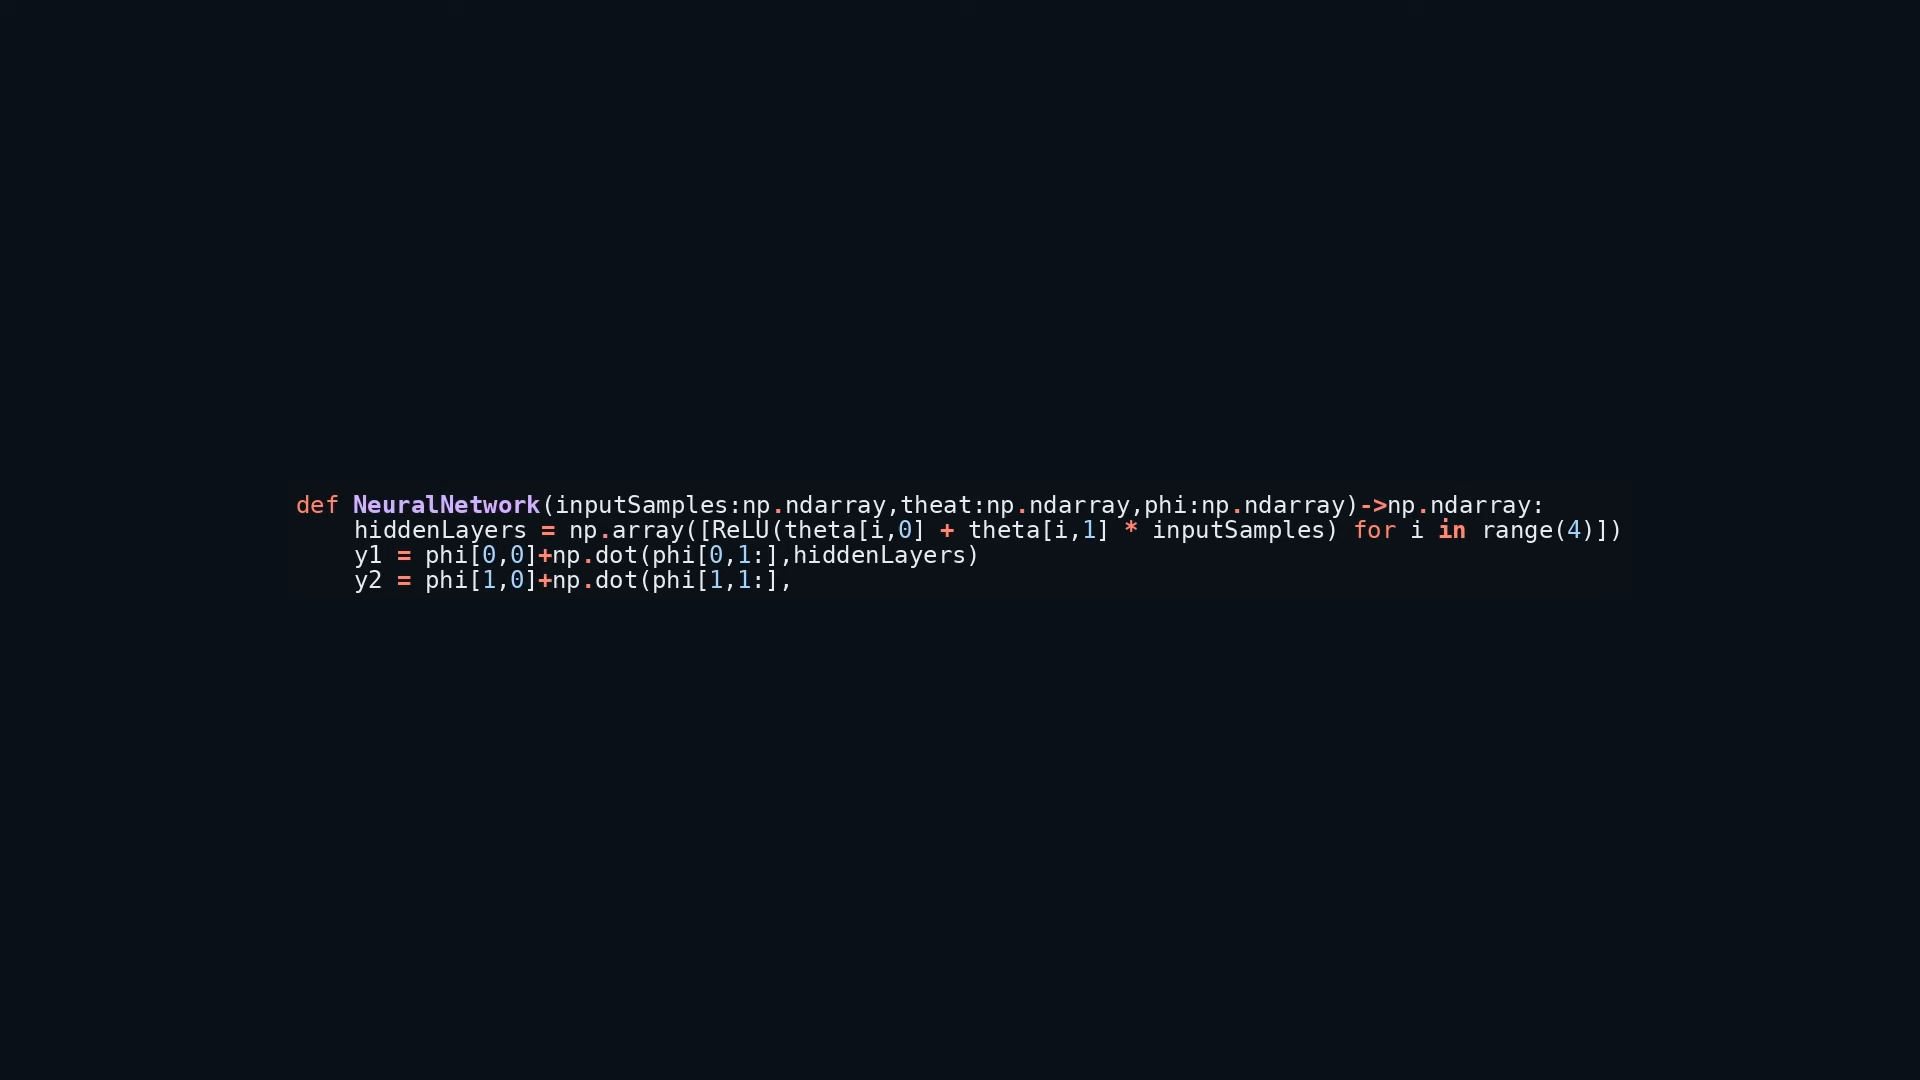 def NeuralNetwork(inputSamples:np.ndarray,theat:np.ndarray,phi:np.ndarray)->np.ndarray:
    hiddenLayers = np.array([ReLU(theta[i,0] + theta[i,1] * inputSamples) for i in range(4)])
    y1 = phi[0,0]+np.dot(phi[0,1:],hiddenLayers)
    y2 = phi[1,0]+np.dot(phi[1,1:],